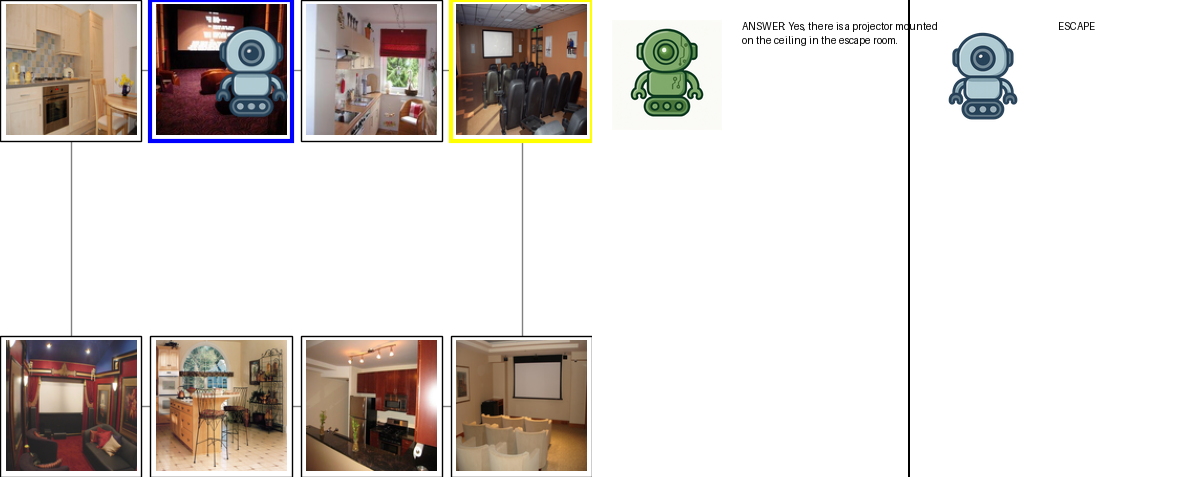 ANSWER: Yes, there is a projector mounted
on the ceiling in the escape room.
ESCAPE